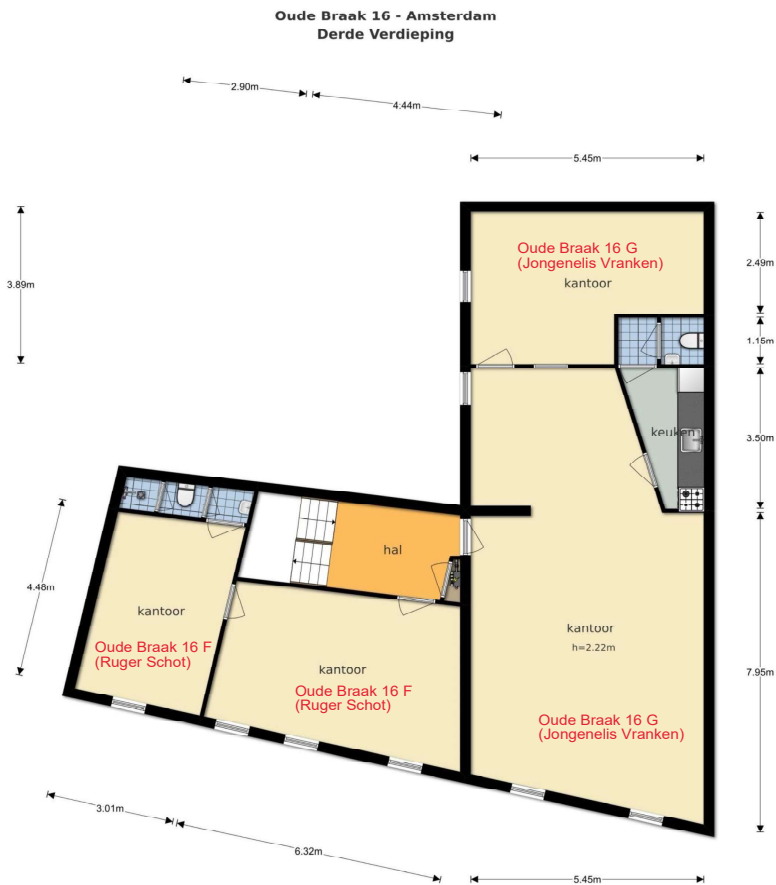 Oude Braak 16 - Amsterdam
Derde Verdieping
2.90m
4.44m
5.45m
3.89m
2.49m
1.15m
3.50m
7.95m
Oude Braak 16 G
(Jongenelis Vranken)
kantoor
keuken
hal
4.48m
kantoor
Oude Braak 16 F
(Ruger Schot)
kantoor
Oude Braak 16 F
(Ruger Schot)
kantoor
h=2.22m
Oude Braak 16 G
(Jongenelis Vranken)
3.01m
6.32m
5.45m